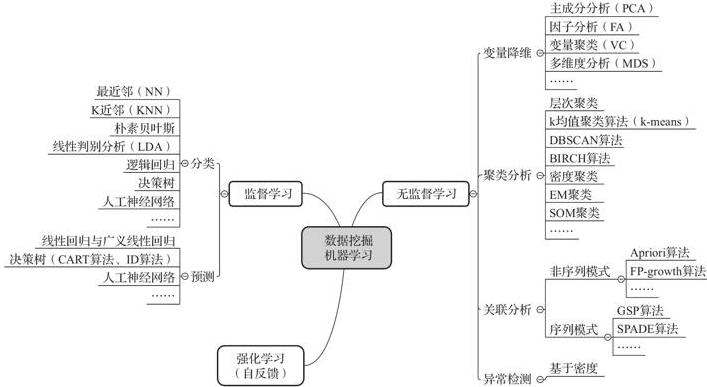 数据挖掘
机器学习
监督学习
分类
最近邻（NN）
K近邻（KNN）
朴素贝叶斯
线性判别分析（LDA）
逻辑回归
决策树
人工神经网络
……
预测
线性回归与广义线性回归
决策树（CART算法、ID算法）
人工神经网络
……
强化学习
（自反馈）
无监督学习
变量降维
主成分分析（PCA）
因子分析（FA）
变量聚类（VC）
多维度分析（MDS）
……
聚类分析
层次聚类
k均值聚类算法（k-means）
DBSCAN算法
BIRCH算法
密度聚类
EM聚类
SOM聚类
……
关联分析
非序列模式
Apriori算法
FP-growth算法
……
序列模式
GSP算法
SPADE算法
……
异常检测
基于密度